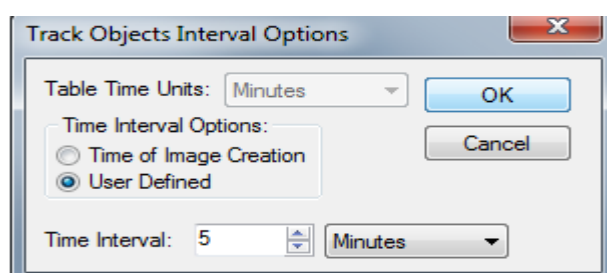 Track Objects Interval Options
Table Time Units: Minutes
OK
Time Interval Options:
Time of Image Creation
Cancel
User Defined
Time Interval: 5 Minutes